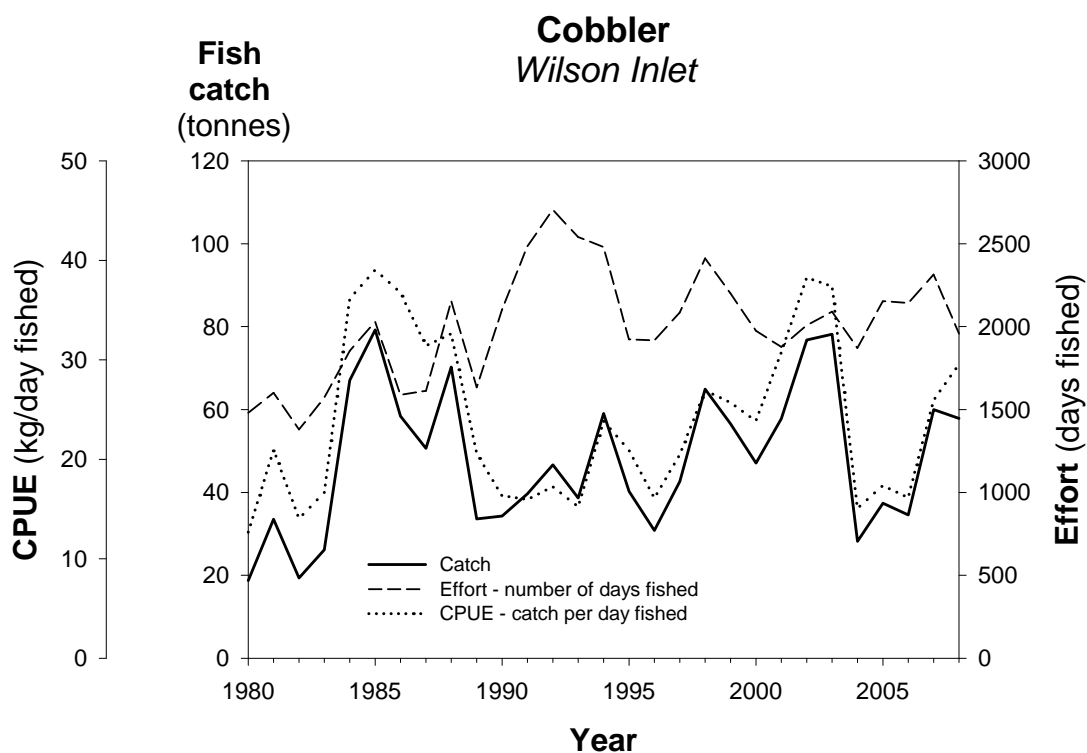 Cobbler
Wilson Inlet
Fish
catch
(tonnes)
CPUE (kg/day fished)
50
40
30
20
10
0
120
100
80
60
40
20
0
3000
2500
2000
1500
1000
500
0
Effort (days fished)
Catch
Effort - number of days fished
CPUE - catch per day fished
1980 1985 1990 1995 2000 2005
Year